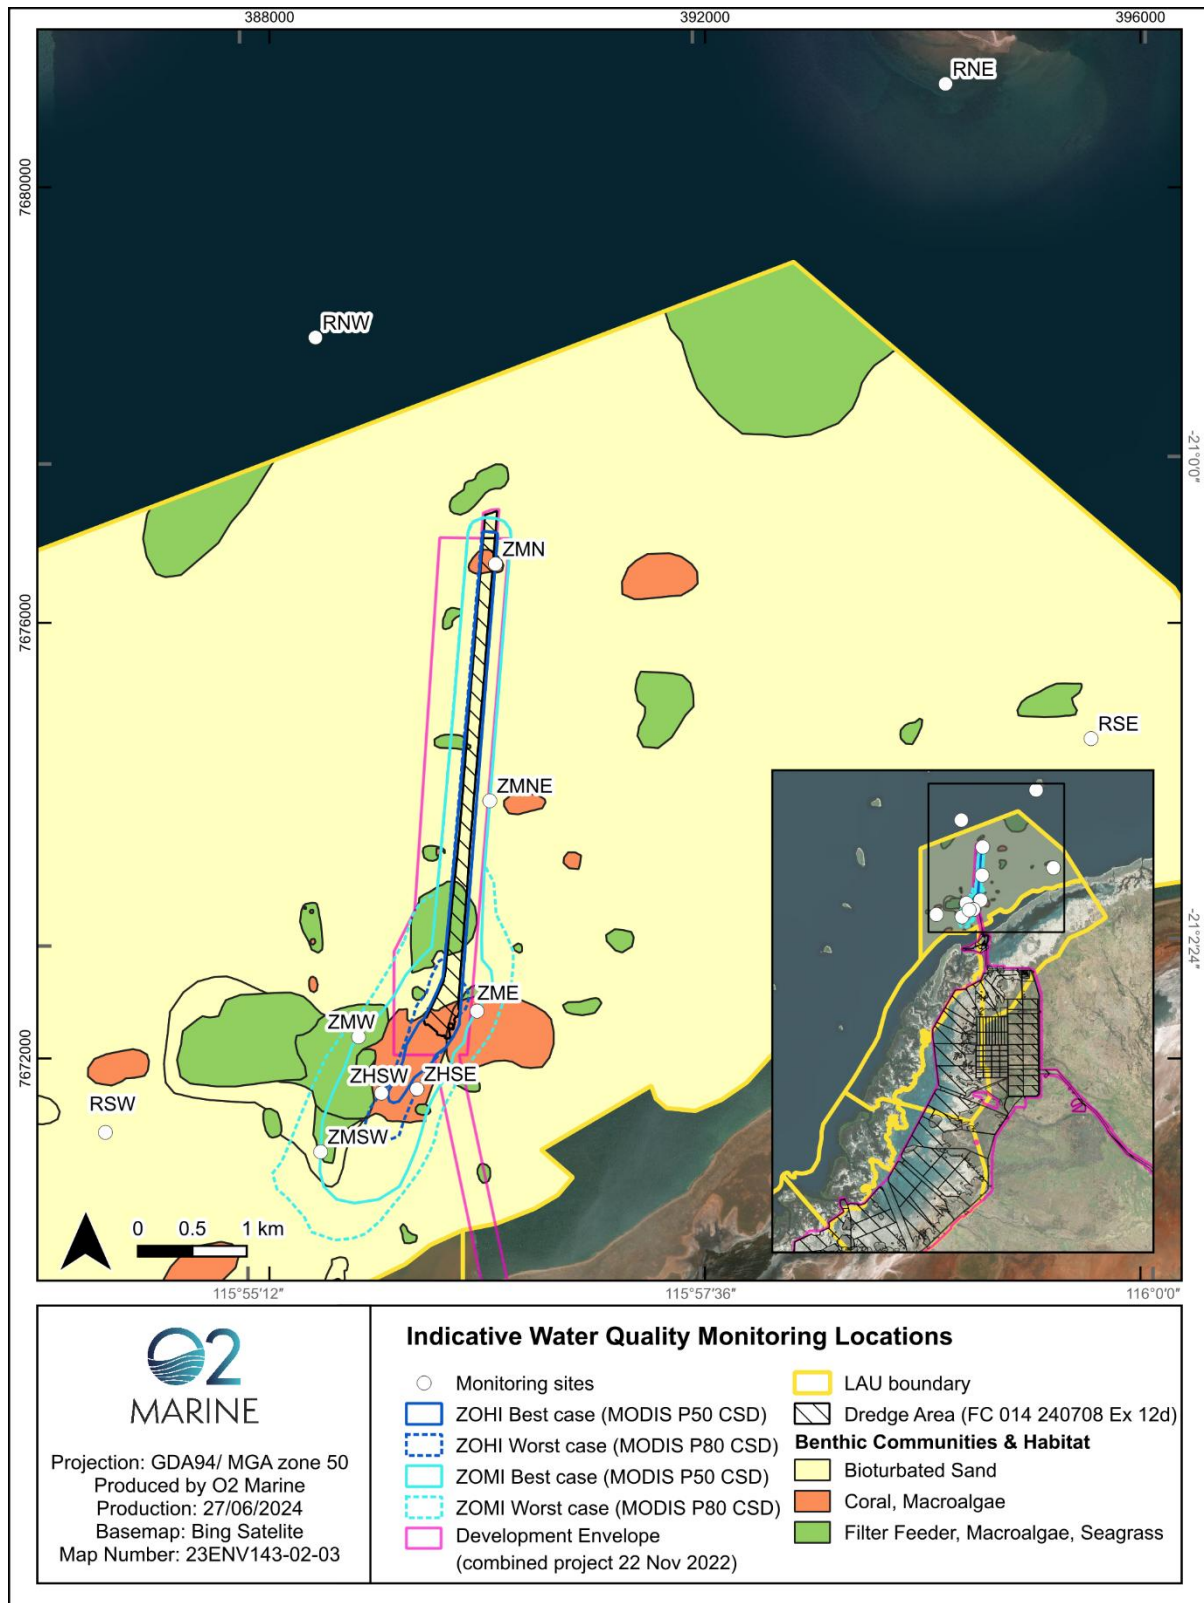 388000
392000
396000
RNE
7680000
RNW
-21°0'0"
ZMN
7676000
RSE
ZMNE
-21°2'24"
ZME
ZMW
7672000
ZHSW
ZHSE
RSW
ZMSW
0 0.5 1 km
115°55'12"
115°57'36"
116°0'0"
O2
MARINE
Projection: GDA94/ MGA zone 50
Produced by O2 Marine
Production: 27/06/2024
Basemap: Bing Satelite
Map Number: 23ENV143-02-03
Indicative Water Quality Monitoring Locations
Monitoring sites
ZOHI Best case (MODIS P50 CSD)
ZOHI Worst case (MODIS P80 CSD)
ZOMI Best case (MODIS P50 CSD)
ZOMI Worst case (MODIS P80 CSD)
Development Envelope
(combined project 22 Nov 2022)
LAU boundary
Dredge Area (FC 014 240708 Ex 12d)
Benthic Communities & Habitat
Bioturbated Sand
Coral, Macroalgae
Filter Feeder, Macroalgae, Seagrass